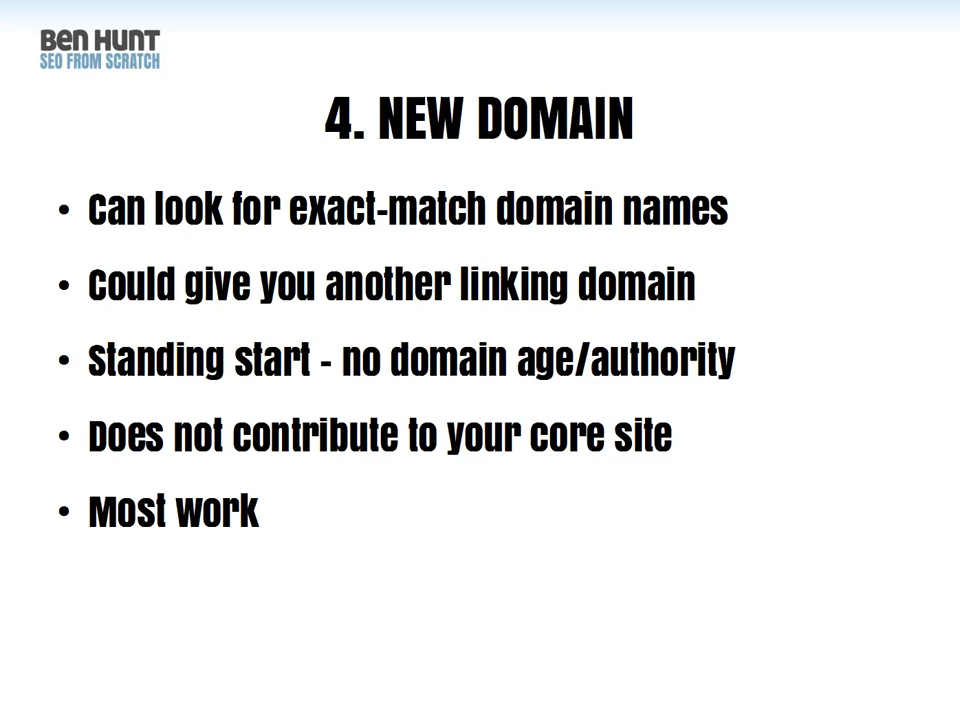 Ben Hunt
SEO FROM SCRATCH
4. NEW DOMAIN
• Can look for exact-match domain names
• Could give you another linking domain
• Standing start - no domain age/authority
• Does not contribute to your core site
• Most work